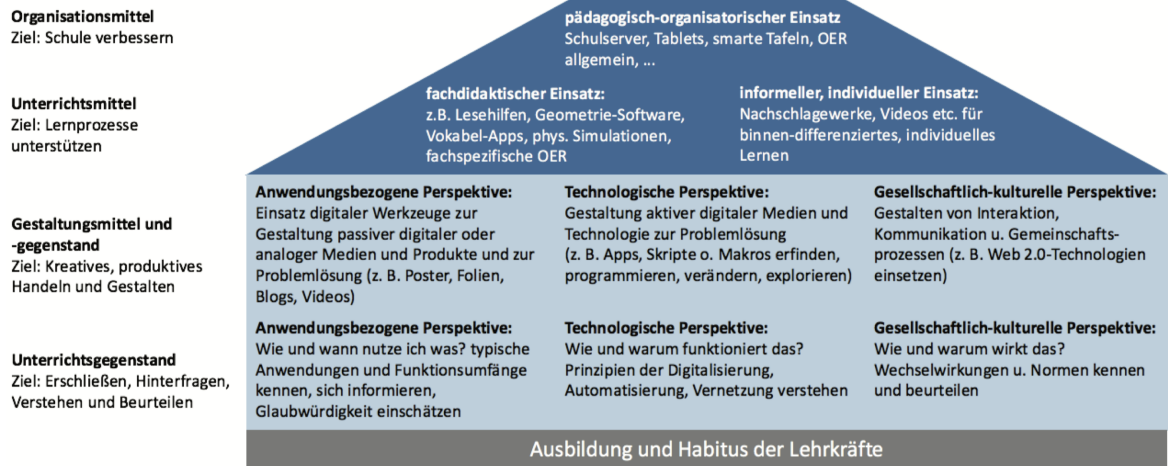 Organisationsmittel
Ziel: Schule verbessern
pädagogisch-organisatorischer Einsatz
Schulserver, Tablets, smarte Tafeln, OER
allgemein, ...
Unterrichtsmittel
Ziel: Lernprozesse
unterstützen
fachdidaktischer Einsatz:
z.B. Lesehilfen, Geometrie-Software,
Vokabel-Apps, phys. Simulationen,
fachspezifische OER
informeller, individueller Einsatz:
Nachschlagewerke, Videos etc. für
binnen-differenziertes, individuelles
Lernen
Gestaltungsmittel und
-gegenstand
Ziel: Kreatives, produktives
Handeln und Gestalten
Anwendungsbezogene Perspektive:
Einsatz digitaler Werkzeuge zur
Gestaltung passiver digitaler oder
analoger Medien und Produkte und zur
Problemlösung (z. B. Poster, Folien,
Blogs, Videos)
Technologische Perspektive:
Gestaltung aktiver digitaler Medien und
Technologie zur Problemlösung
(z. B. Apps, Skripte o. Makros erfinden,
programmieren, verändern, explorieren)
Gesellschaftlich-kulturelle Perspektive:
Gestalten von Interaktion,
Kommunikation u. Gemeinschafts-
prozessen (z. B. Web 2.0-Technologien
einsetzen)
Unterrichtsgegenstand
Ziel: Erschließen, Hinterfragen,
Verstehen und Beurteilen
Anwendungsbezogene Perspektive:
Wie und wann nutze ich was? typische
Anwendungen und Funktionsumfänge
kennen, sich informieren,
Glaubwürdigkeit einschätzen
Technologische Perspektive:
Wie und warum funktioniert das?
Prinzipien der Digitalisierung,
Automatisierung, Vernetzung verstehen
Gesellschaftlich-kulturelle Perspektive:
Wie und warum wirkt das?
Wechselwirkungen u. Normen kennen
und beurteilen
Ausbildung und Habitus der Lehrkräfte